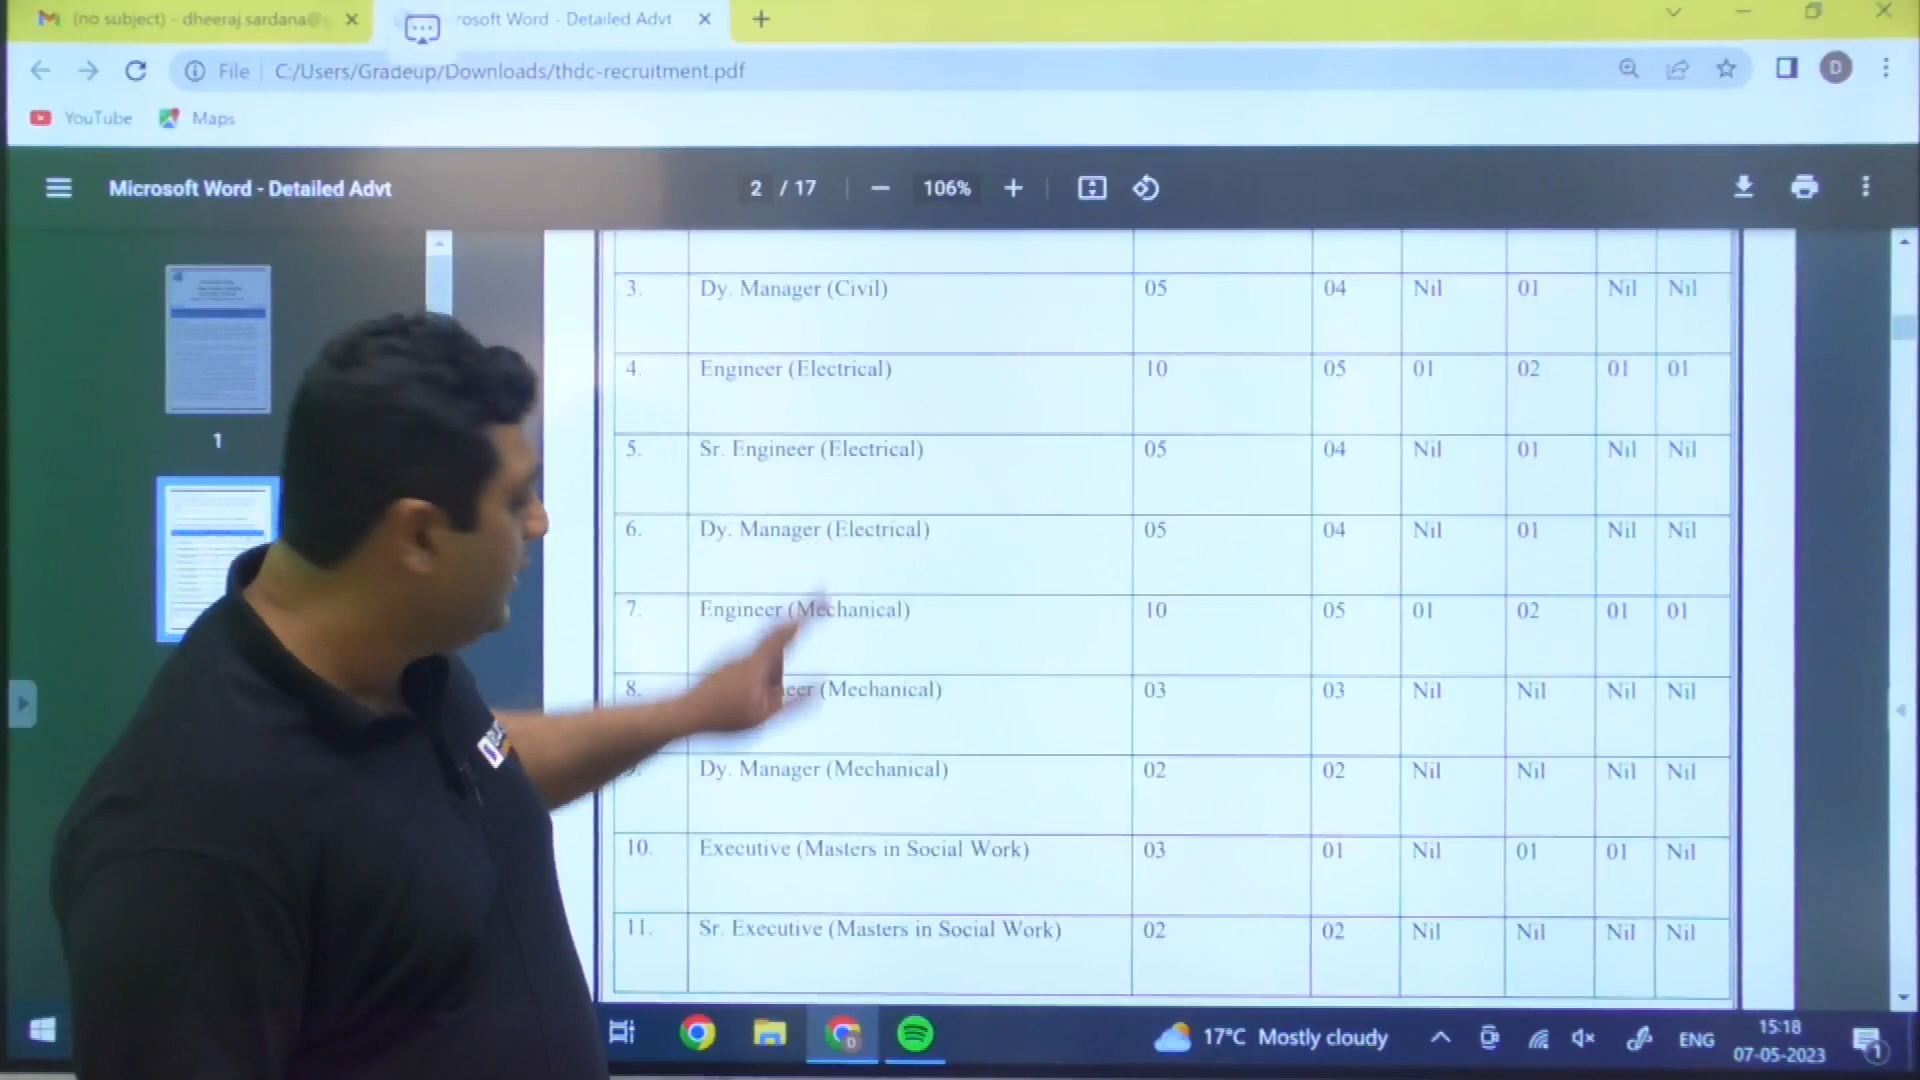 (no subject) - dheeraj.sardana@g
rosoft Word - Detailed Advt
File
C:/Users/Gradeup/Downloads/thdc-recruitment.pdf
D
YouTube
Maps
Microsoft Word - Detailed Advt
2 / 17
106%
3. Dy. Manager (Civil) 05 04 Nil 01 Nil Nil
4. Engineer (Electrical) 10 05 01 02 01 01
5. Sr. Engineer (Electrical) 05 04 Nil 01 Nil Nil
6. Dy. Manager (Electrical) 05 04 Nil 01 Nil Nil
7. Engineer (Mechanical) 10 05 01 02 01 01
8. neer (Mechanical) 03 03 Nil Nil Nil Nil
9. Dy. Manager (Mechanical) 02 02 Nil Nil Nil Nil
10. Executive (Masters in Social Work) 03 01 Nil 01 01 Nil
11. Sr. Executive (Masters in Social Work) 02 02 Nil Nil Nil Nil
1
17°C Mostly cloudy
ENG
15:18
07-05-2023
1